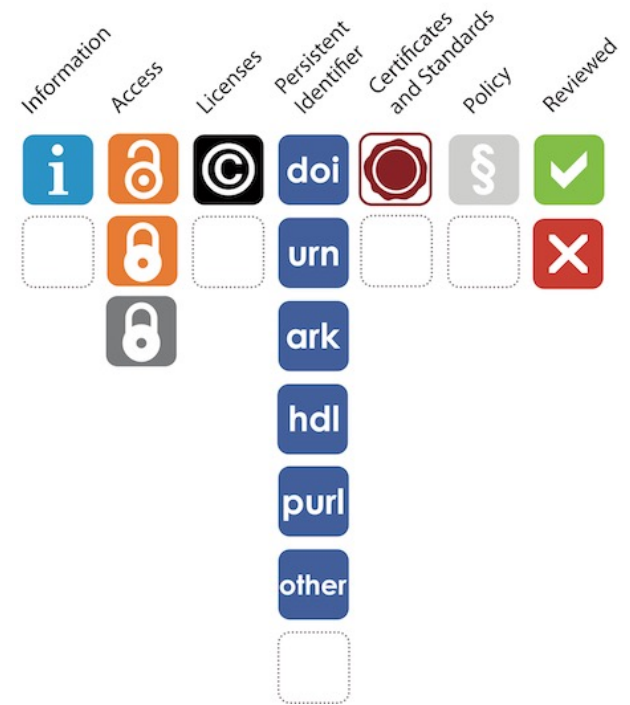 Information
Access
Licenses
Persistent
Identifier
Certificates
and Standards
Policy
Reviewed
i
©
doi
§
urn
ark
hdl
purl
other